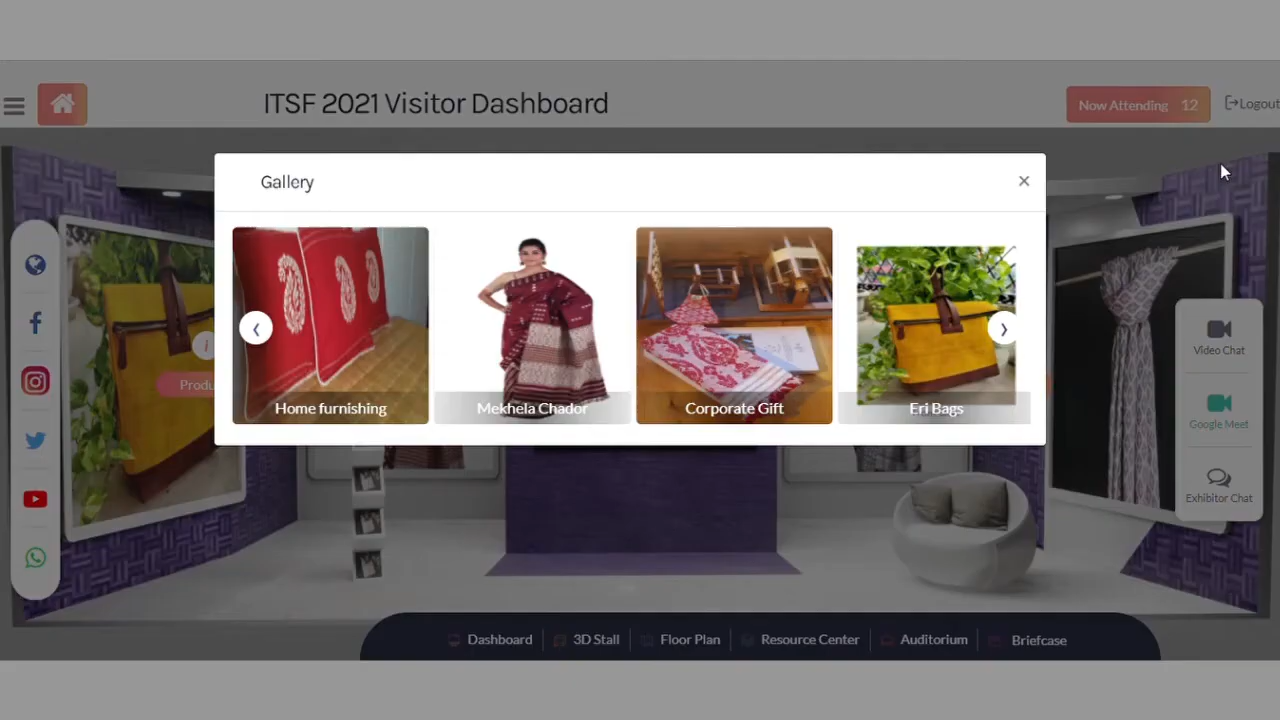 ITSF 2021 Visitor Dashboard
Now Attending 12
Logout
Gallery
×
Home furnishing
Mekhela Chador
Corporate Gift
Eri Bags
Produ
Video Chat
Google Meet
Exhibitor Chat
Dashboard
3D Stall
Floor Plan
Resource Center
Auditorium
Briefcase